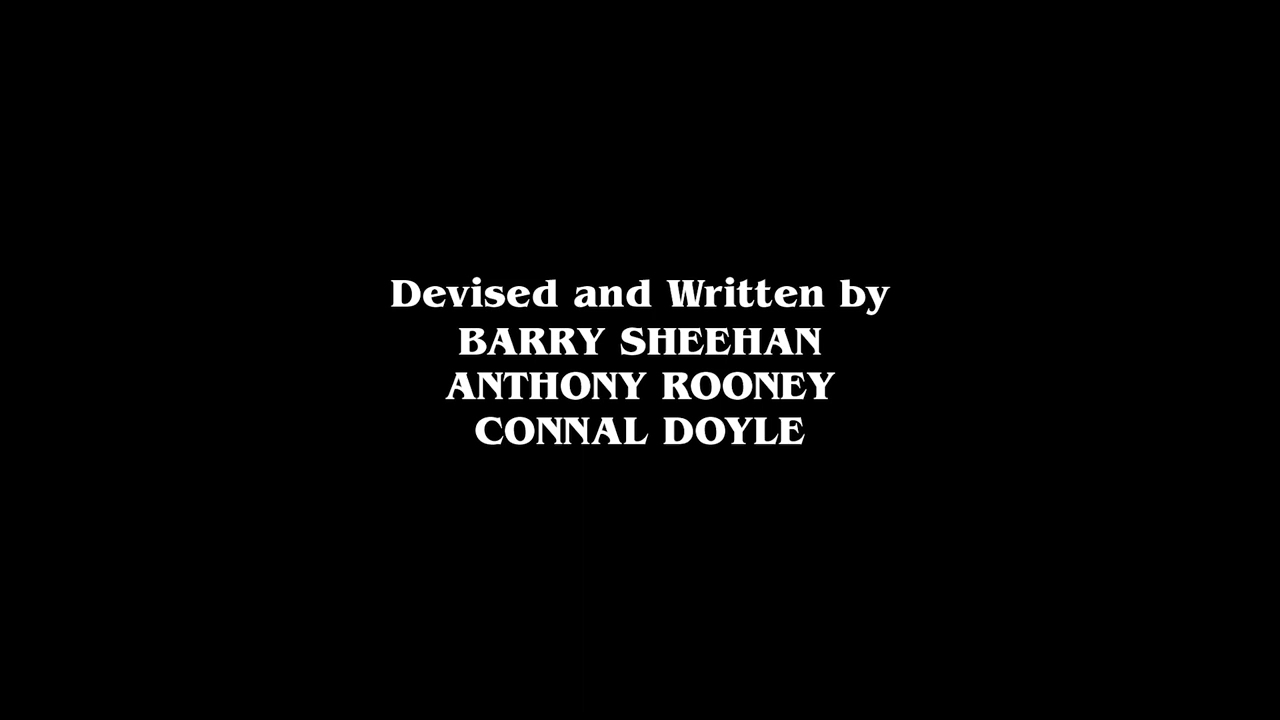 Devised and Written by
BARRY SHEEHAN
ANTHONY ROONEY
CONNAL DOYLE